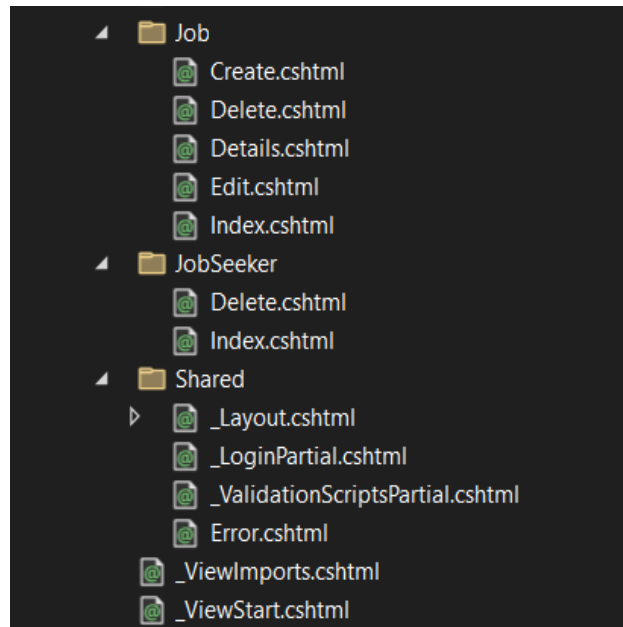 Job
Create.cshtml
Delete.cshtml
Details.cshtml
Edit.cshtml
Index.cshtml
JobSeeker
Delete.cshtml
Index.cshtml
Shared
_Layout.cshtml
_LoginPartial.cshtml
_ValidationScriptsPartial.cshtml
Error.cshtml
_ViewImports.cshtml
_ViewStart.cshtml